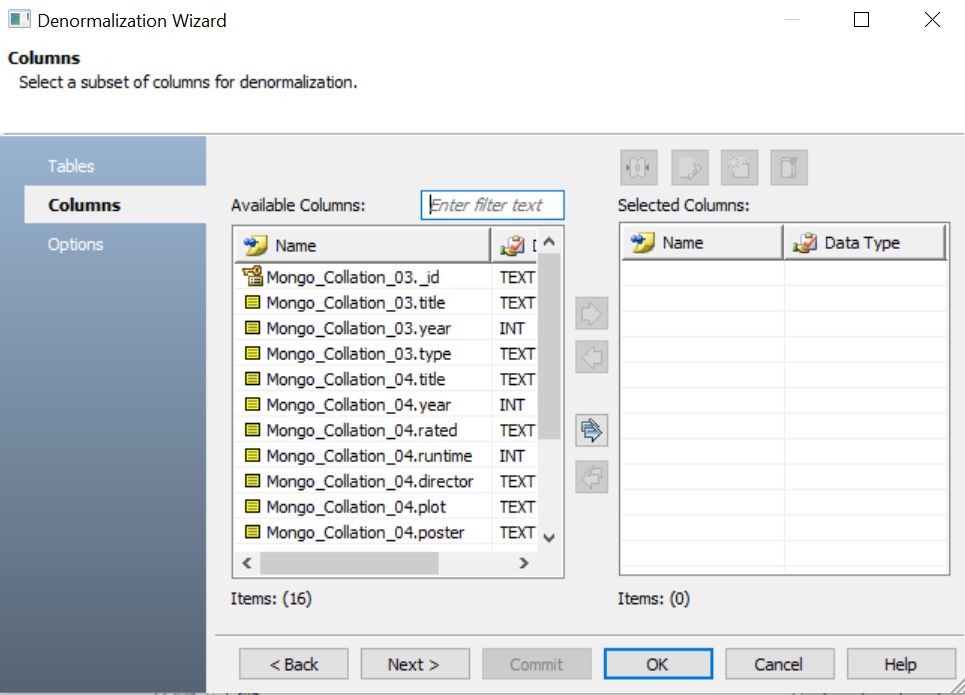 Denormalization Wizard
Columns
Select a subset of columns for denormalization.
Tables
Columns
Options
Available Columns:
Enter filter text
Name
Mongo_Collation_03._id TEXT
Mongo_Collation_03.title TEXT
Mongo_Collation_03.year INT
Mongo_Collation_03.type TEXT
Mongo_Collation_04.title TEXT
Mongo_Collation_04.year INT
Mongo_Collation_04.rated TEXT
Mongo_Collation_04.runtime INT
Mongo_Collation_04.director TEXT
Mongo_Collation_04.plot TEXT
Mongo_Collation_04.poster TEXT
Items: (16)
Selected Columns:
Name Data Type
Items: (0)
< Back Next > Commit OK Cancel Help